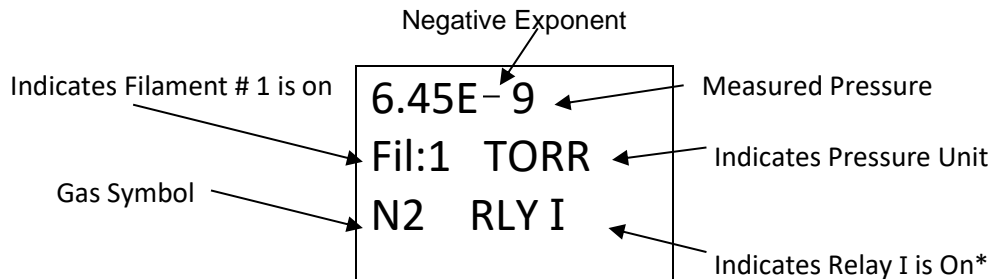 Negative Exponent
Indicates Filament # 1 is on
6.45E⁻ 9
Measured Pressure
Fil:1 TORR
Indicates Pressure Unit
Gas Symbol
N2 RLY I
Indicates Relay I is On*